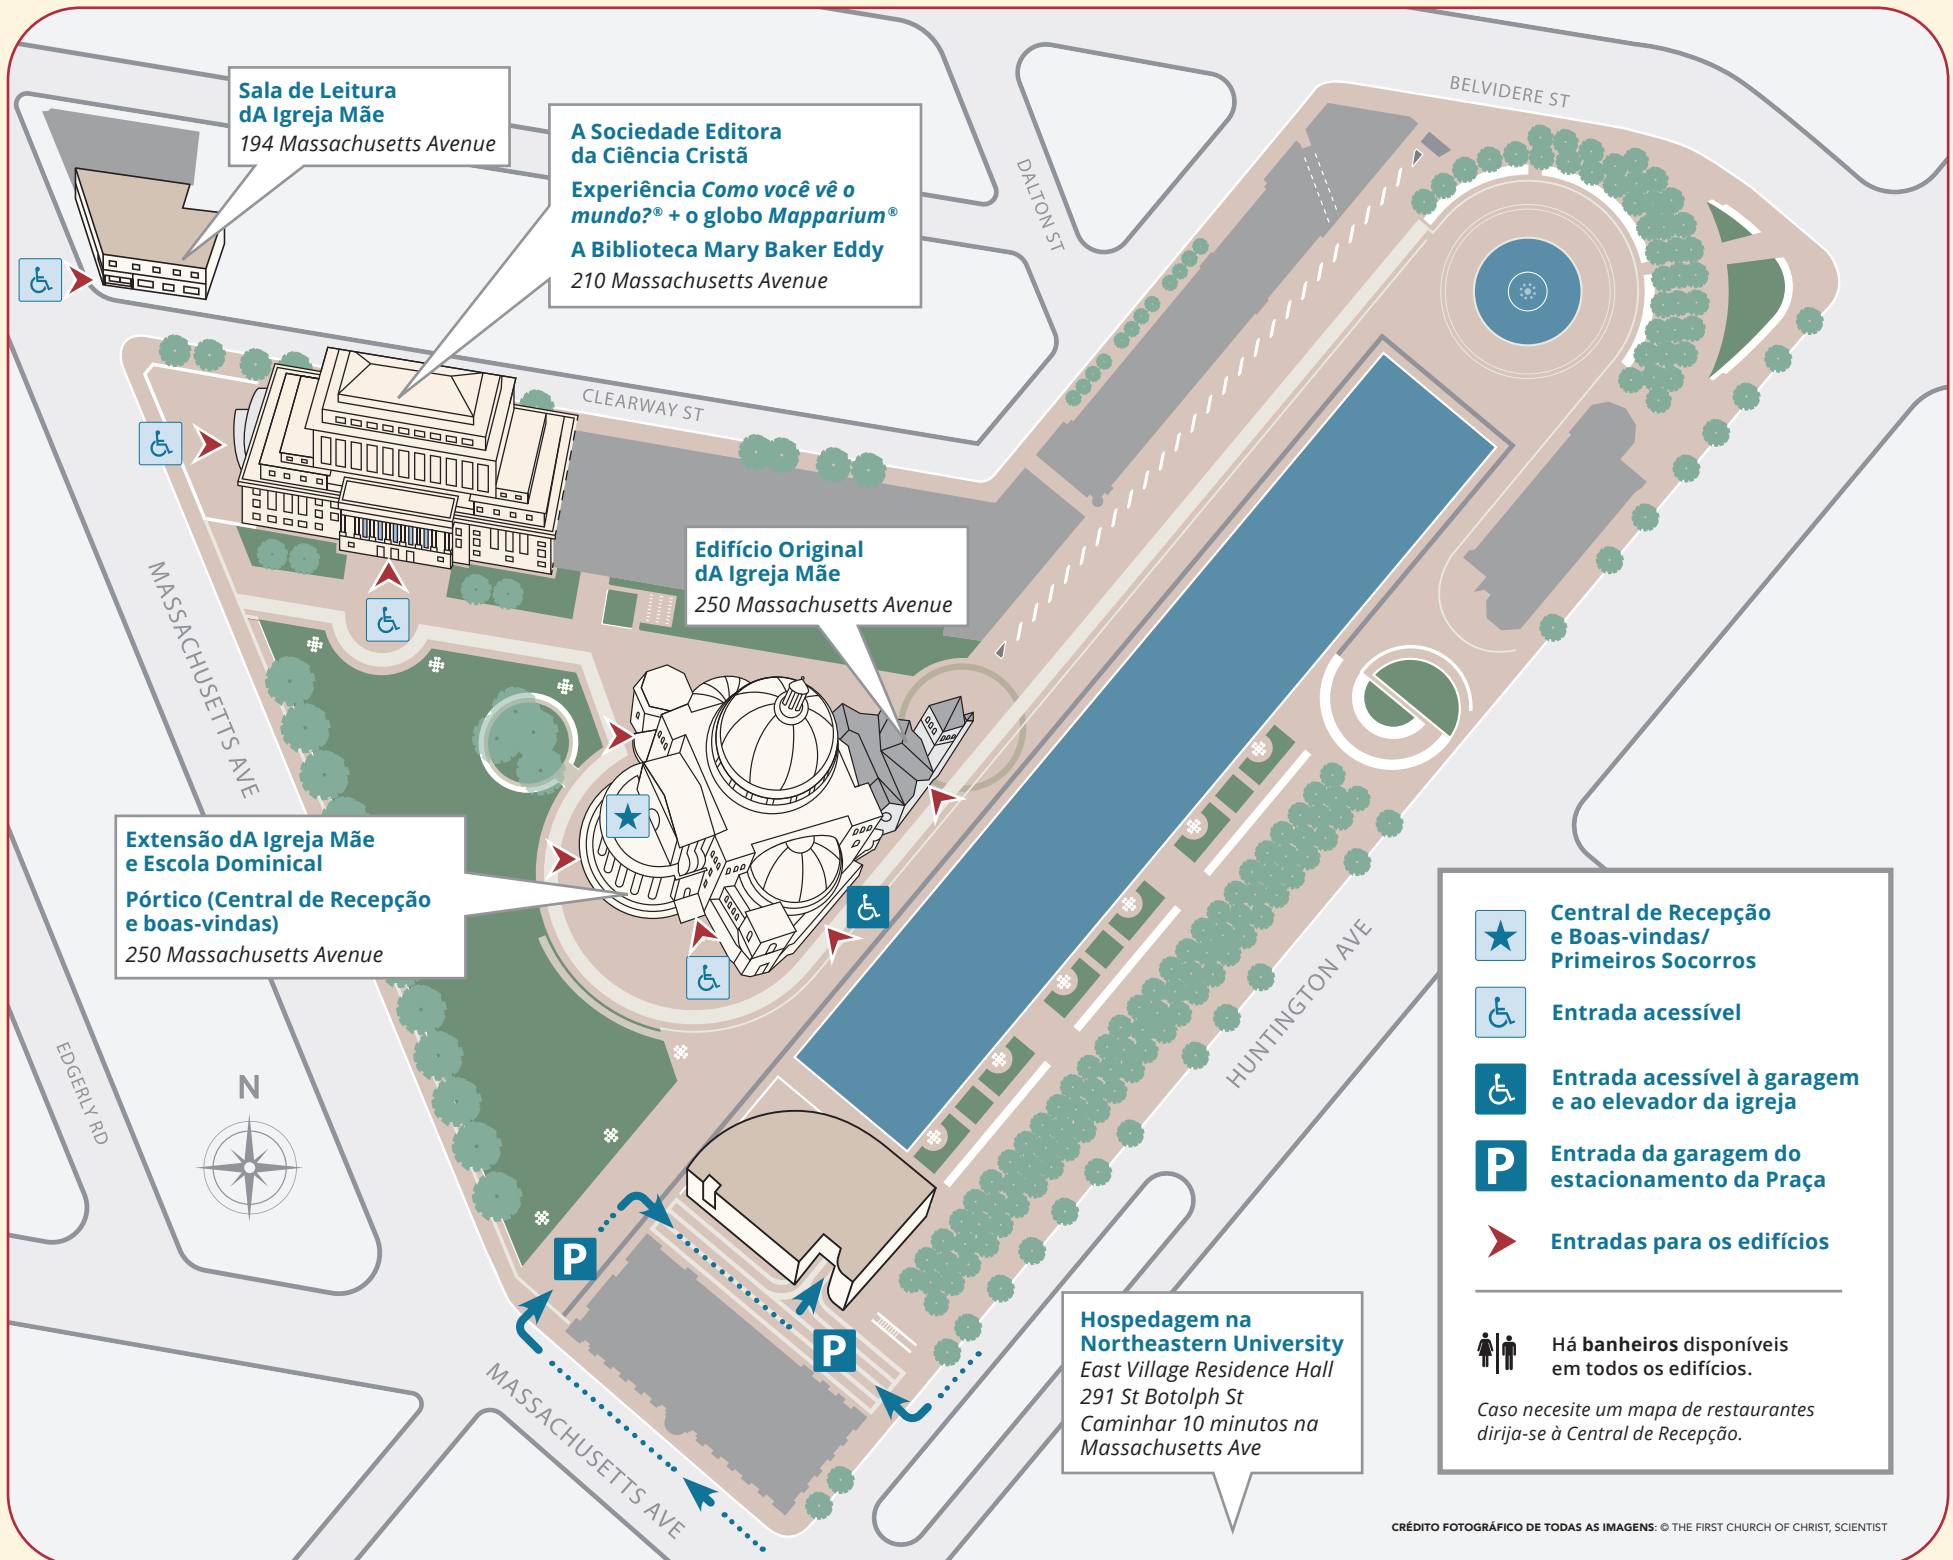 BELVIDERE ST
Sala de Leitura
dA Igreja Mãe
194 Massachusetts Avenue
A Sociedade Editora
da Ciência Cristã
Experiência Como você vê o
mundo?® + o globo Mapparium®
A Biblioteca Mary Baker Eddy
210 Massachusetts Avenue
DALTON ST
CLEARWAY ST
Edifício Original
dA Igreja Mãe
250 Massachusetts Avenue
MASSACHUSETTS AVE
Extensão dA Igreja Mãe
e Escola Dominical
Pórtico (Central de Recepção
e boas-vindas)
250 Massachusetts Avenue
HUNTINGTON AVE
EDGERLY RD
N
P
P
MASSACHUSETTS AVE
Hospedagem na
Northeastern University
East Village Residence Hall
291 St Botolph St
Caminhar 10 minutos na
Massachusetts Ave
Central de Recepção
e Boas-vindas/
Primeiros Socorros
Entrada acessível
Entrada acessível à garagem
e ao elevador da igreja
P
Entrada da garagem do
estacionamento da Praça
Entradas para os edifícios
Há banheiros disponíveis
em todos os edifícios.
Caso necesite um mapa de restaurantes
dirija-se à Central de Recepção.
CRÉDITO FOTOGRÁFICO DE TODAS AS IMAGENS: © THE FIRST CHURCH OF CHRIST, SCIENTIST